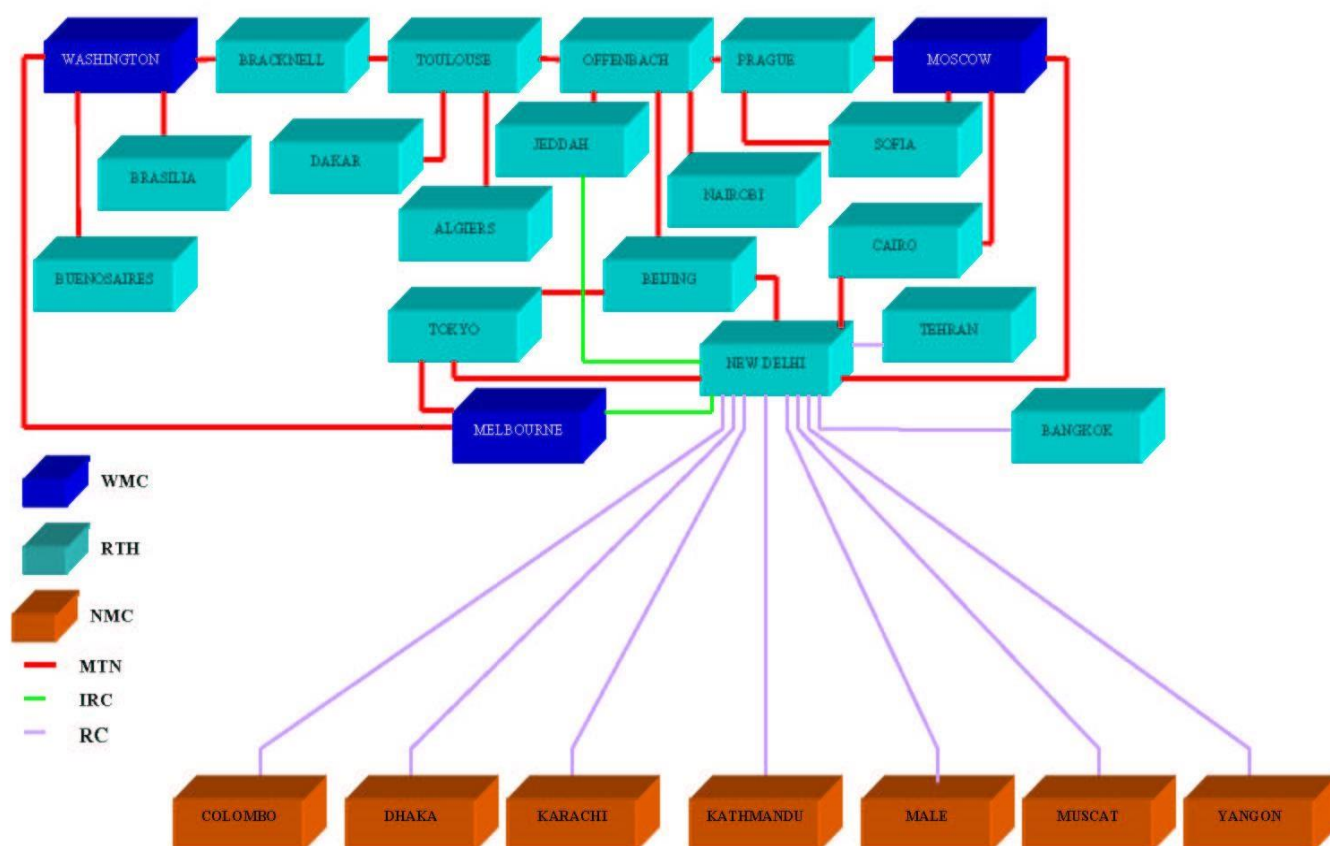 WASHINGTON
BRACKNELL
TOULOUSE
OFFENBACH
PRAGUE
MOSCOW
DAKAR
JEDDAH
SOFIA
BRASILIA
NAIROBI
ALGIERS
CAIRO
BUENOSAIRES
BEIJING
TOKYO
TEHRAN
NEW DELHI
MELBOURNE
BANGKOK
WMC
RTH
NMC
MTN
IRC
RC
COLOMBO
DHAKA
KARACHI
KATHMANDU
MALE
MUSCAT
YANGON